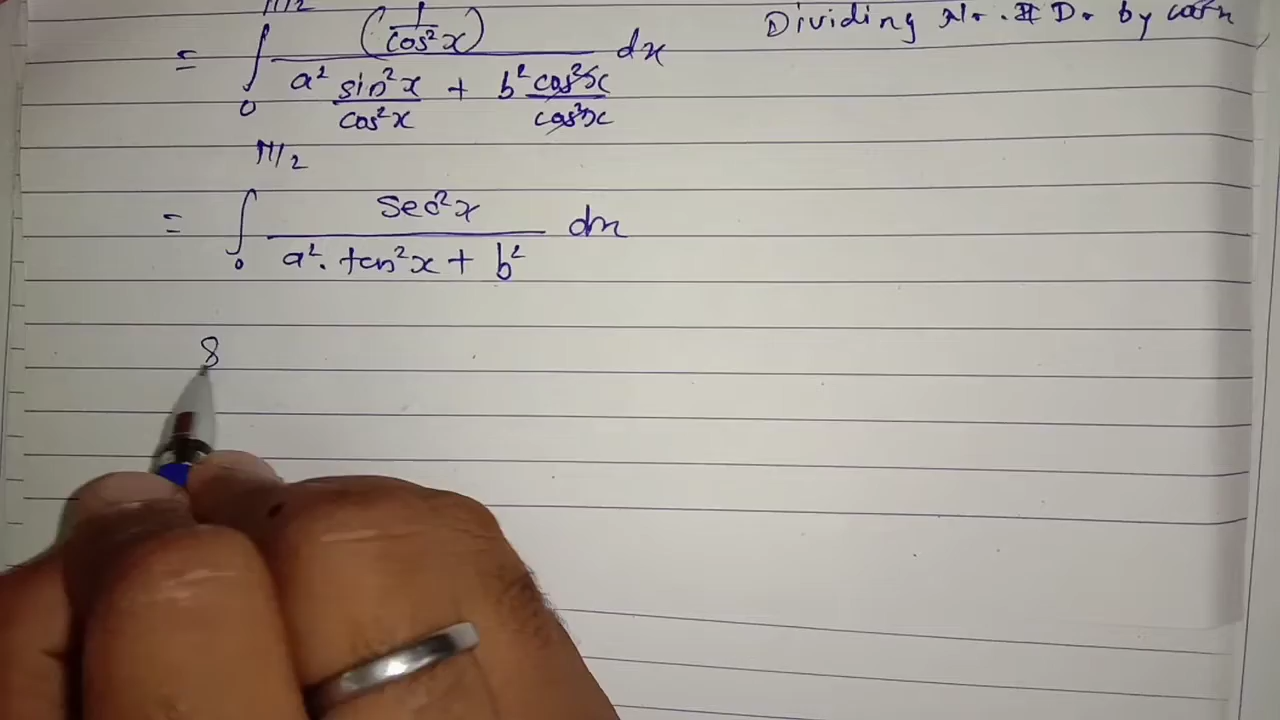 π/2
= ∫ (1/cos²x) / (a² sin²x/cos²x + b² cos²x/cos²x) dx Dividing Nr. & Dr by cos²x
0
π/2
= ∫ sec²x / (a². tan²x + b²) dx
0
8